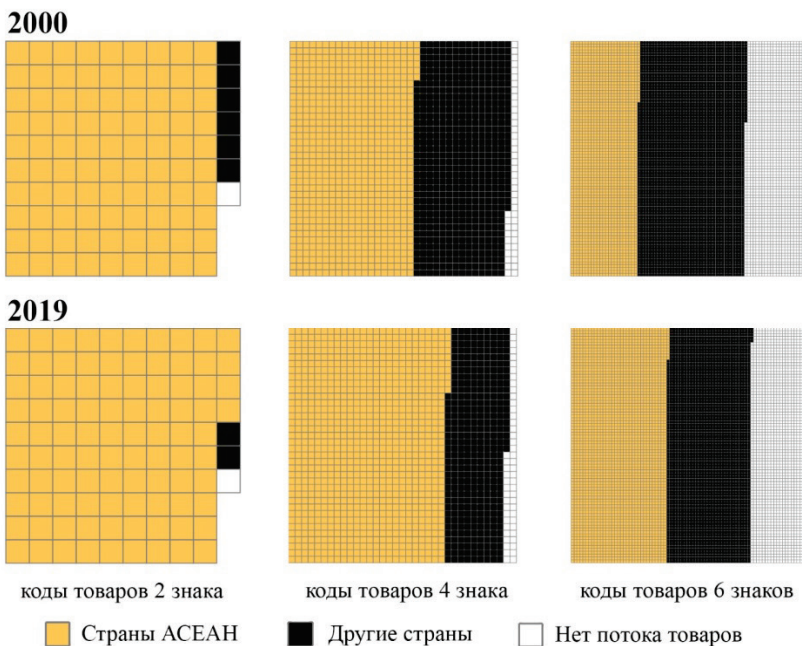 2000
2019
коды товаров 2 знака
коды товаров 4 знака
коды товаров 6 знаков
Страны АСЕАН
Другие страны
Нет потока товаров